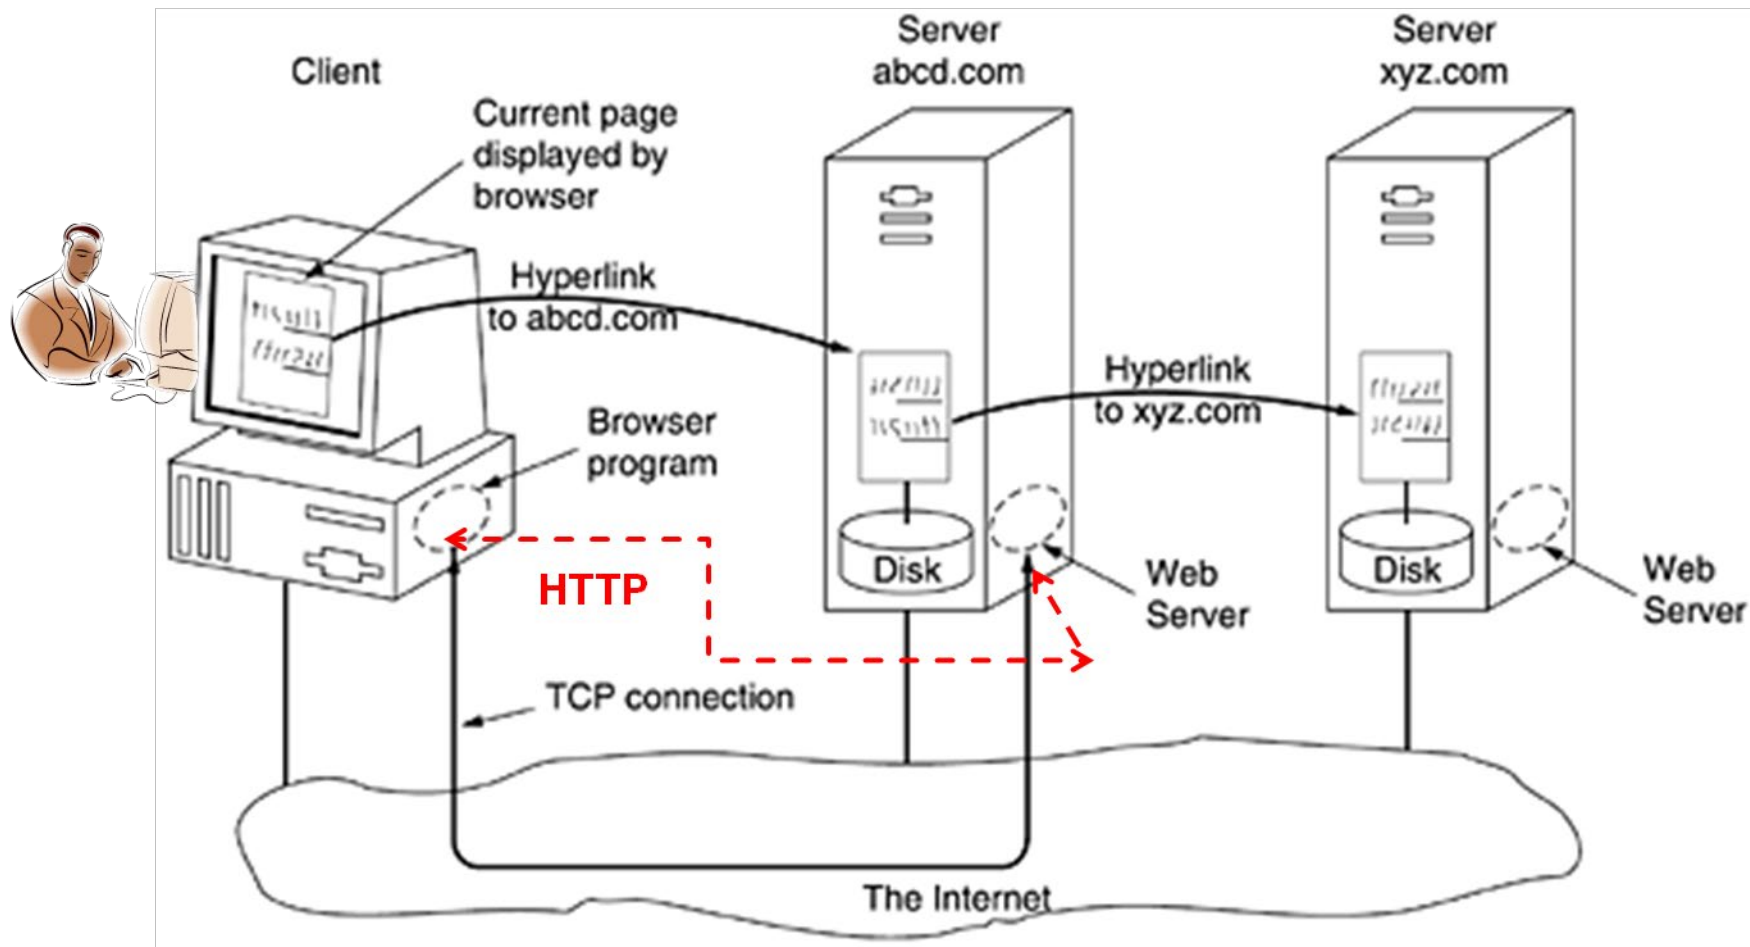 Client
Server
abcd.com
Server
xyz.com
Current page
displayed by
browser
Hyperlink
to abcd.com
Hyperlink
to xyz.com
Browser
program
HTTP
Disk
Web
Server
Disk
Web
Server
TCP connection
The Internet